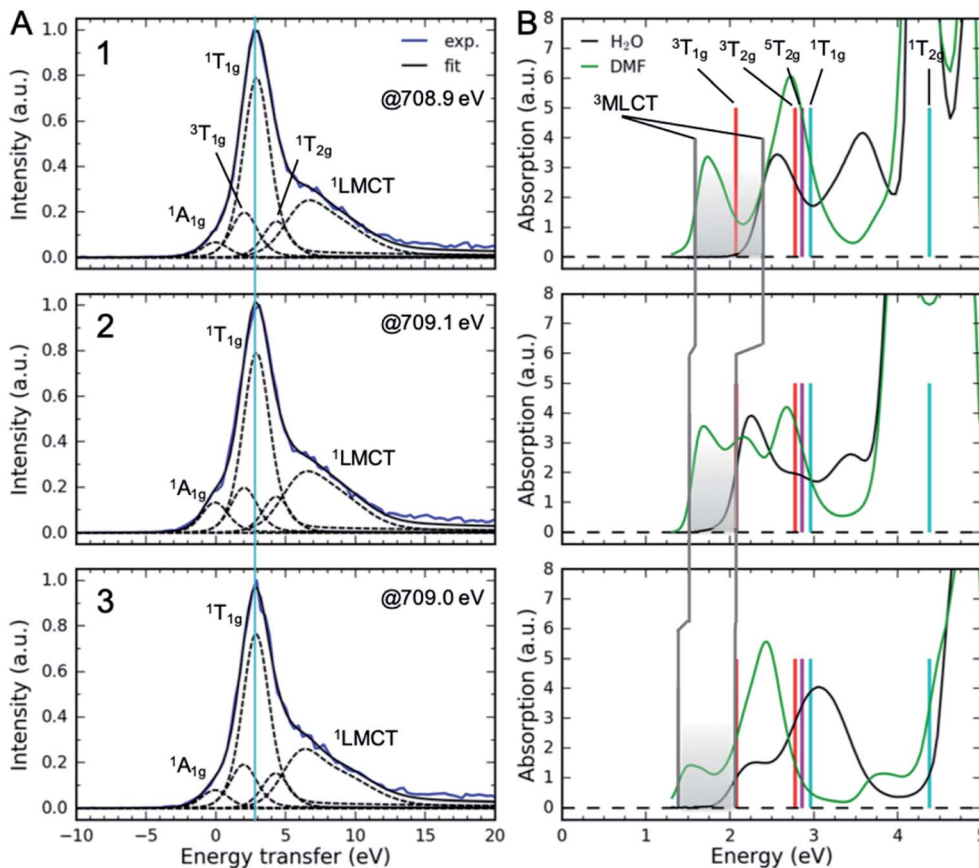 A
B
1
exp.
fit
¹T₁g
@708.9 eV
³T₁g
¹T₂g
¹A₁g
¹LMCT
Intensity (a.u.)
1.0
0.8
0.6
0.4
0.2
0.0
H₂O
DMF
³T₁g
³T₂g
⁵T₂g
¹T₁g
¹T₂g
³MLCT
Absorption (a.u.)
8
7
6
5
4
3
2
1
0
2
¹T₁g
@709.1 eV
¹A₁g
¹LMCT
Intensity (a.u.)
1.0
0.8
0.6
0.4
0.2
0.0
Absorption (a.u.)
8
7
6
5
4
3
2
1
0
3
¹T₁g
@709.0 eV
¹A₁g
¹LMCT
Intensity (a.u.)
1.0
0.8
0.6
0.4
0.2
0.0
−10 −5 0 5 10 15 20
Energy transfer (eV)
Absorption (a.u.)
8
7
6
5
4
3
2
1
0
0 1 2 3 4 5
Energy (eV)